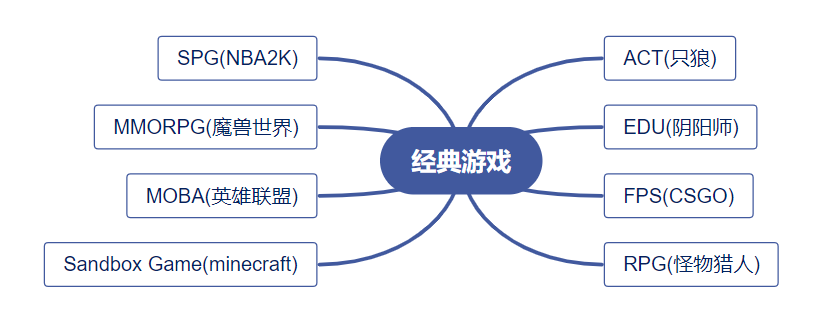 SPG(NBA2K)
MMORPG(魔兽世界)
MOBA(英雄联盟)
Sandbox Game(minecraft)
经典游戏
ACT(只狼)
EDU(阴阳师)
FPS(CSGO)
RPG(怪物猎人)